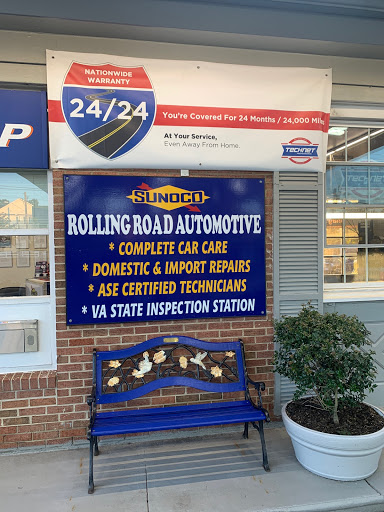 NATIONWIDE
WARRANTY
24/24
You're Covered For 24 Months / 24,000 Mil
At Your Service,
Even Away From Home.
TECHNET
P
SUNOCO
ROLLING ROAD AUTOMOTIVE
* COMPLETE CAR CARE
* DOMESTIC & IMPORT REPAIRS
* ASE CERTIFIED TECHNICIANS
* VA STATE INSPECTION STATION